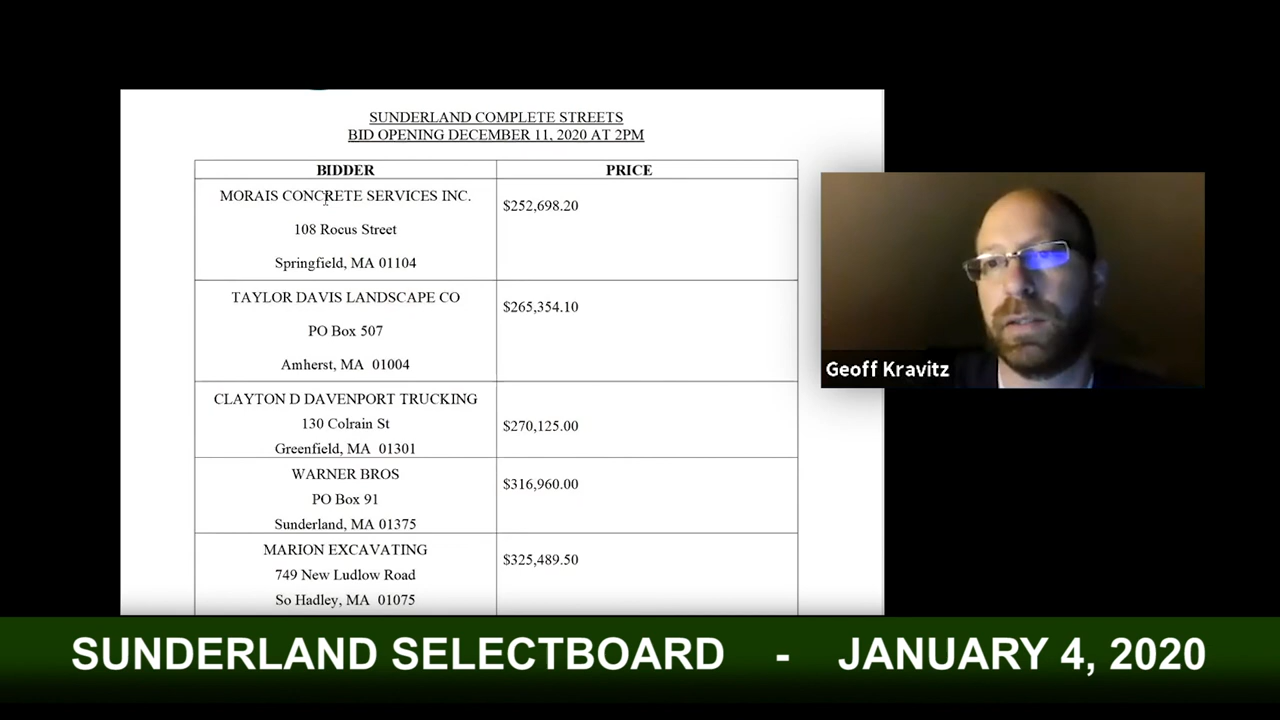 SUNDERLAND COMPLETE STREETS
BID OPENING DECEMBER 11, 2020 AT 2PM
BIDDER PRICE
MORAIS CONCRETE SERVICES INC.
108 Rocus Street
Springfield, MA 01104
$252,698.20
TAYLOR DAVIS LANDSCAPE CO
PO Box 507
Amherst, MA 01004
$265,354.10
CLAYTON D DAVENPORT TRUCKING
130 Colrain St
Greenfield, MA 01301
$270,125.00
WARNER BROS
PO Box 91
Sunderland, MA 01375
$316,960.00
MARION EXCAVATING
749 New Ludlow Road
So Hadley, MA 01075
$325,489.50
Geoff Kravitz
SUNDERLAND SELECTBOARD - JANUARY 4, 2020